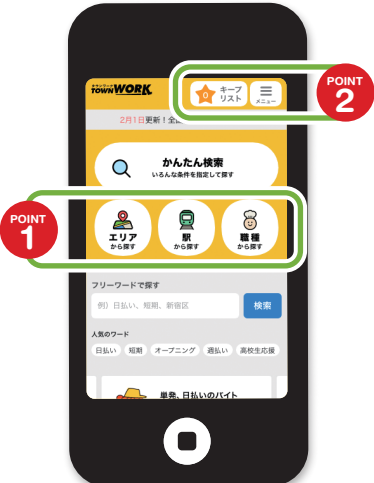 タウンワーク
TOWN WORK
0
キープ
リスト
メニュー
POINT
2
2月1日更新!全
かんたん検索
いろんな条件を指定して探す
POINT
1
エリア
から探す
駅
から探す
職種
から探す
フリーワードで探す
例）日払い、短期、新宿区
検索
人気のワード
日払い
短期
オープニング
週払い
高校生応援
単発、日払いのバイト